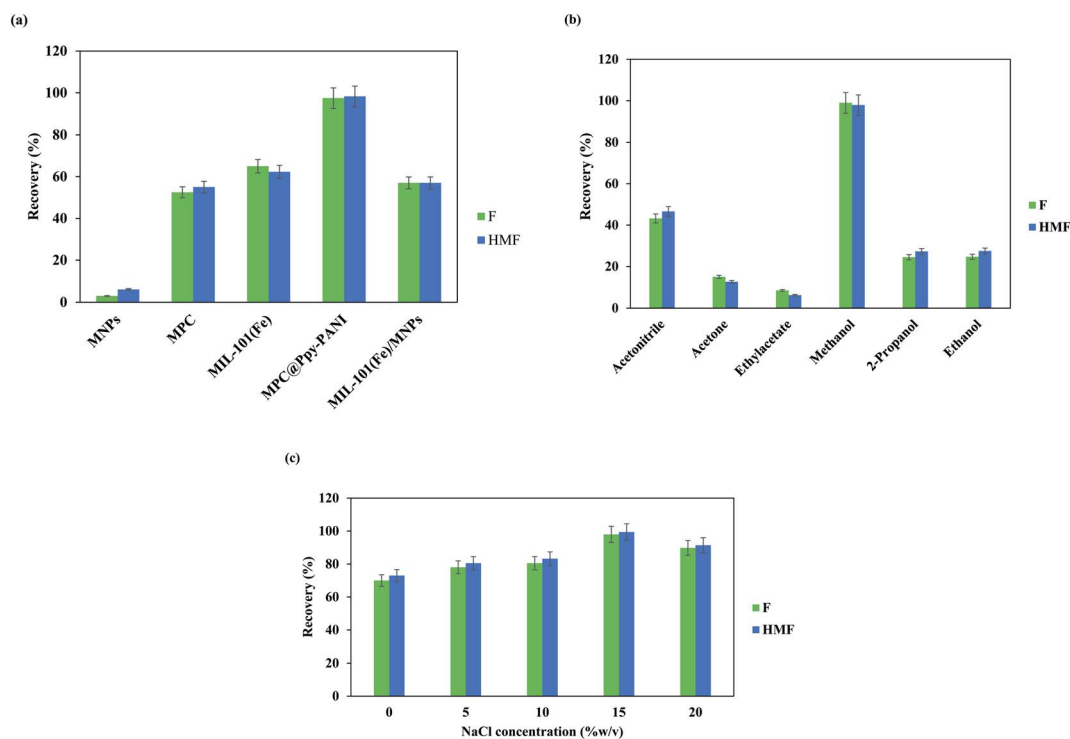 (a)
120
100
80
60
40
20
0
Recovery (%)
MNPs
MPC
MIL-101(Fe)
MPC@Ppy-PANI
MIL-101(Fe)/MNPs
F
HMF
(b)
120
100
80
60
40
20
0
Recovery (%)
Acetonitrile
Acetone
Ethylacetate
Methanol
2-Propanol
Ethanol
F
HMF
(c)
120
100
80
60
40
20
0
Recovery (%)
0 5 10 15 20
NaCl concentration (%w/v)
F
HMF